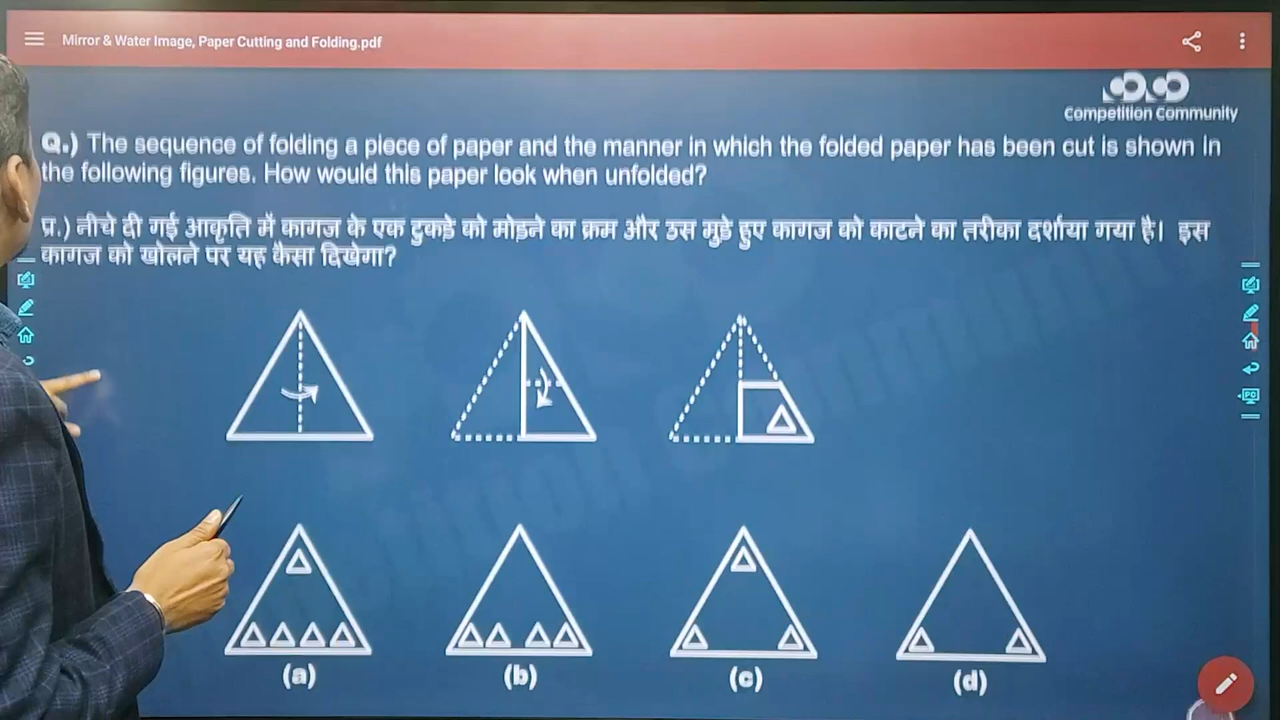 Mirror & Water Image, Paper Cutting and Folding.pdf
Competition Community
Q.) The sequence of folding a piece of paper and the manner in which the folded paper has been cut is shown in
the following figures. How would this paper look when unfolded?
प्र.) नीचे दी गई आकृति में कागज के एक टुकड़े को मोड़ने का क्रम और उस मुड़े हुए कागज को काटने का तरीका दर्शाया गया है। इस
कागज को खोलने पर यह कैसा दिखेगा?
(a) (b) (c) (d)